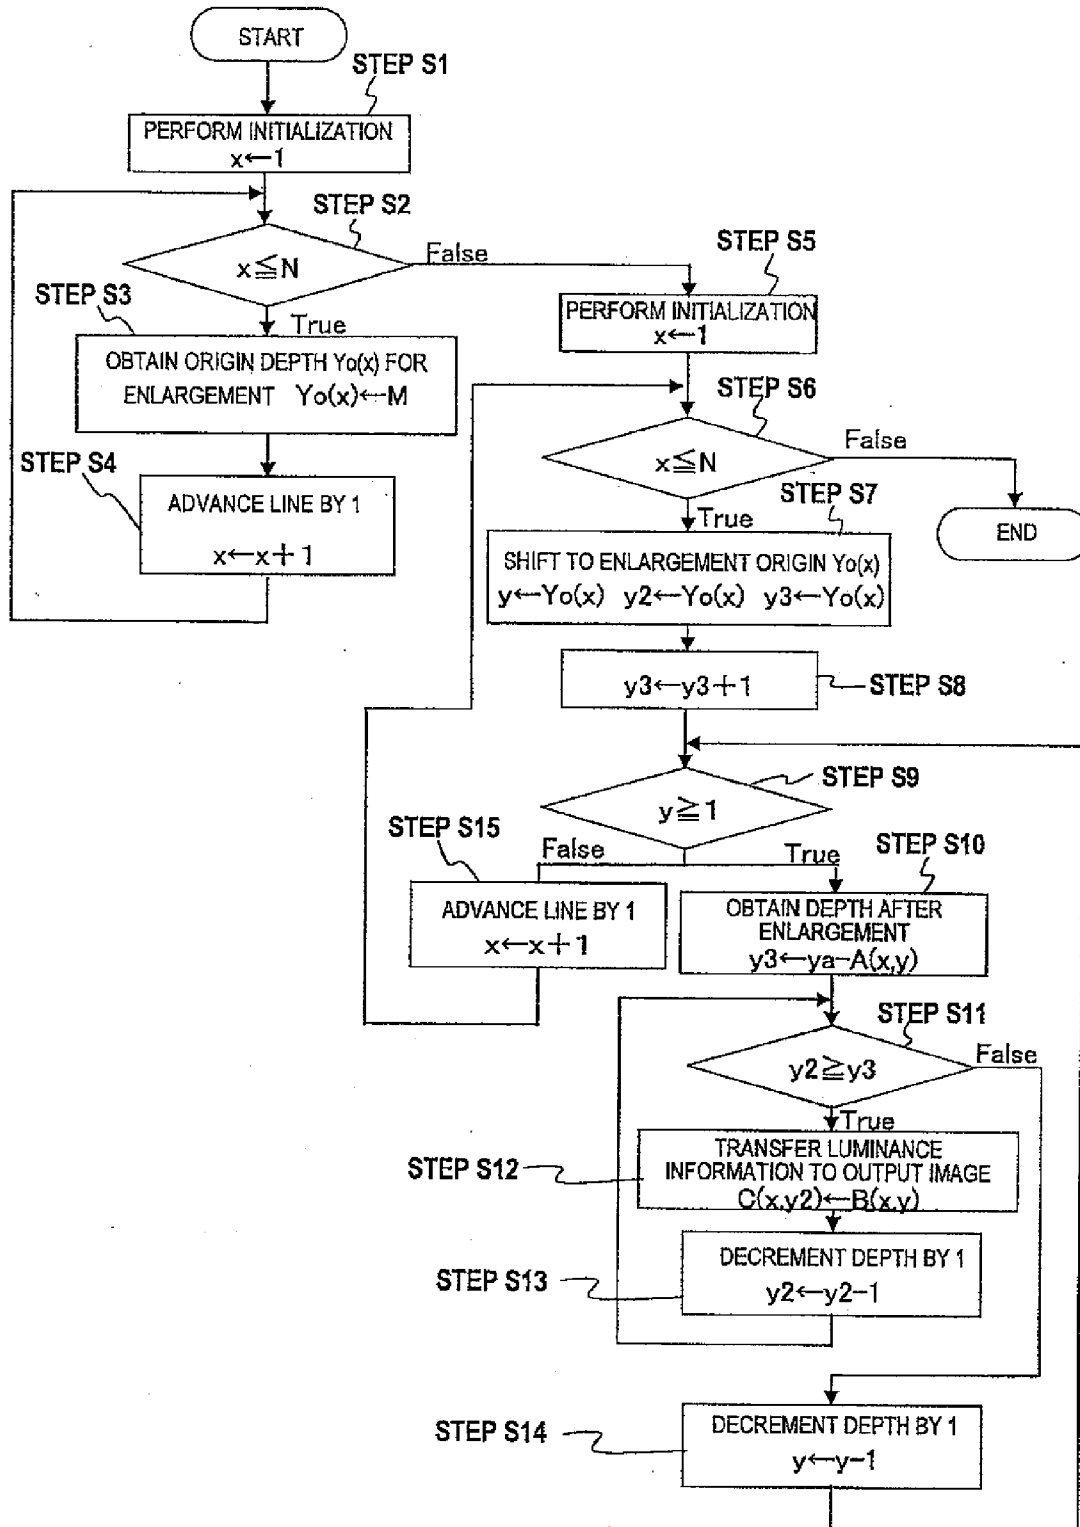 START
STEP S1
PERFORM INITIALIZATION
x←1
STEP S2
x≦N
False
True
STEP S3
OBTAIN ORIGIN DEPTH Yo(x) FOR
ENLARGEMENT Yo(x)←M
STEP S4
ADVANCE LINE BY 1
x←x+1
STEP S5
PERFORM INITIALIZATION
x←1
STEP S6
x≦N
False
True
END
STEP S7
SHIFT TO ENLARGEMENT ORIGIN Yo(x)
y←Yo(x) y2←Yo(x) y3←Yo(x)
y3←y3+1
STEP S8
STEP S9
y≧1
False
True
STEP S15
ADVANCE LINE BY 1
x←x+1
STEP S10
OBTAIN DEPTH AFTER
ENLARGEMENT
y3←ya-A(x,y)
STEP S11
y2≧y3
False
True
STEP S12
TRANSFER LUMINANCE
INFORMATION TO OUTPUT IMAGE
C(x,y2)←B(x,y)
STEP S13
DECREMENT DEPTH BY 1
y2←y2-1
STEP S14
DECREMENT DEPTH BY 1
y←y-1